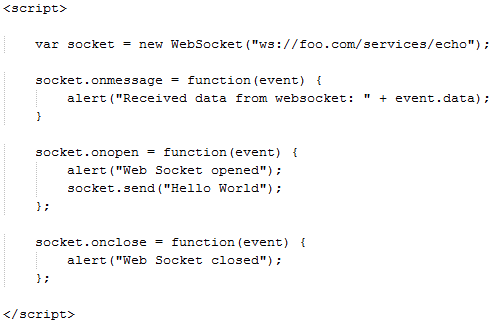 <script>
var socket = new WebSocket("ws://foo.com/services/echo");
socket.onmessage = function(event) {
alert("Received data from websocket: " + event.data);
}
socket.onopen = function(event) {
alert("Web Socket opened");
socket.send("Hello World");
};
socket.onclose = function(event) {
alert("Web Socket closed");
};
</script>